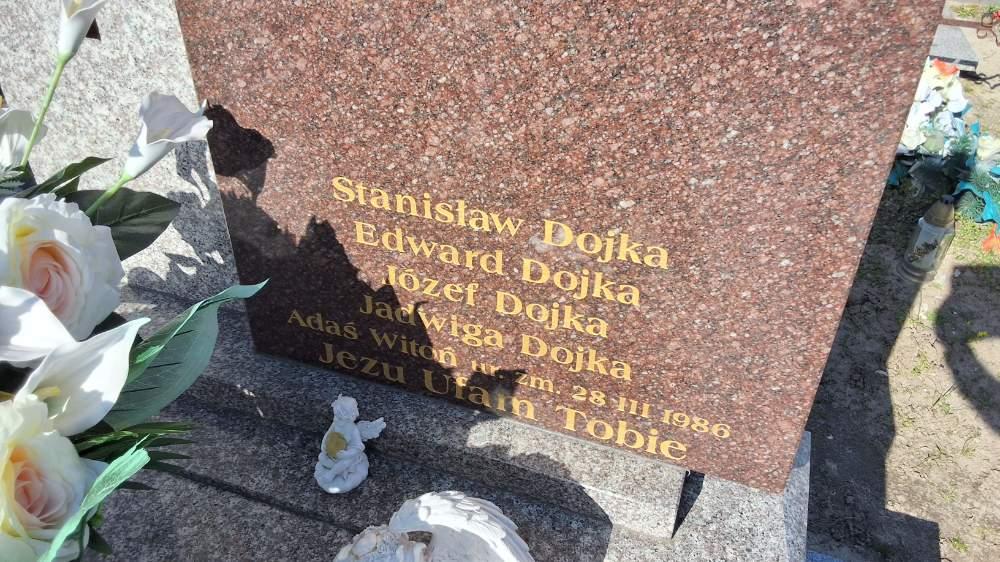 Stanisław Dojka
Edward Dojka
Józef Dojka
Jadwiga Dojka
Adaś Witoń ur. zm. 28 III 1986
Jezu Ufam Tobie